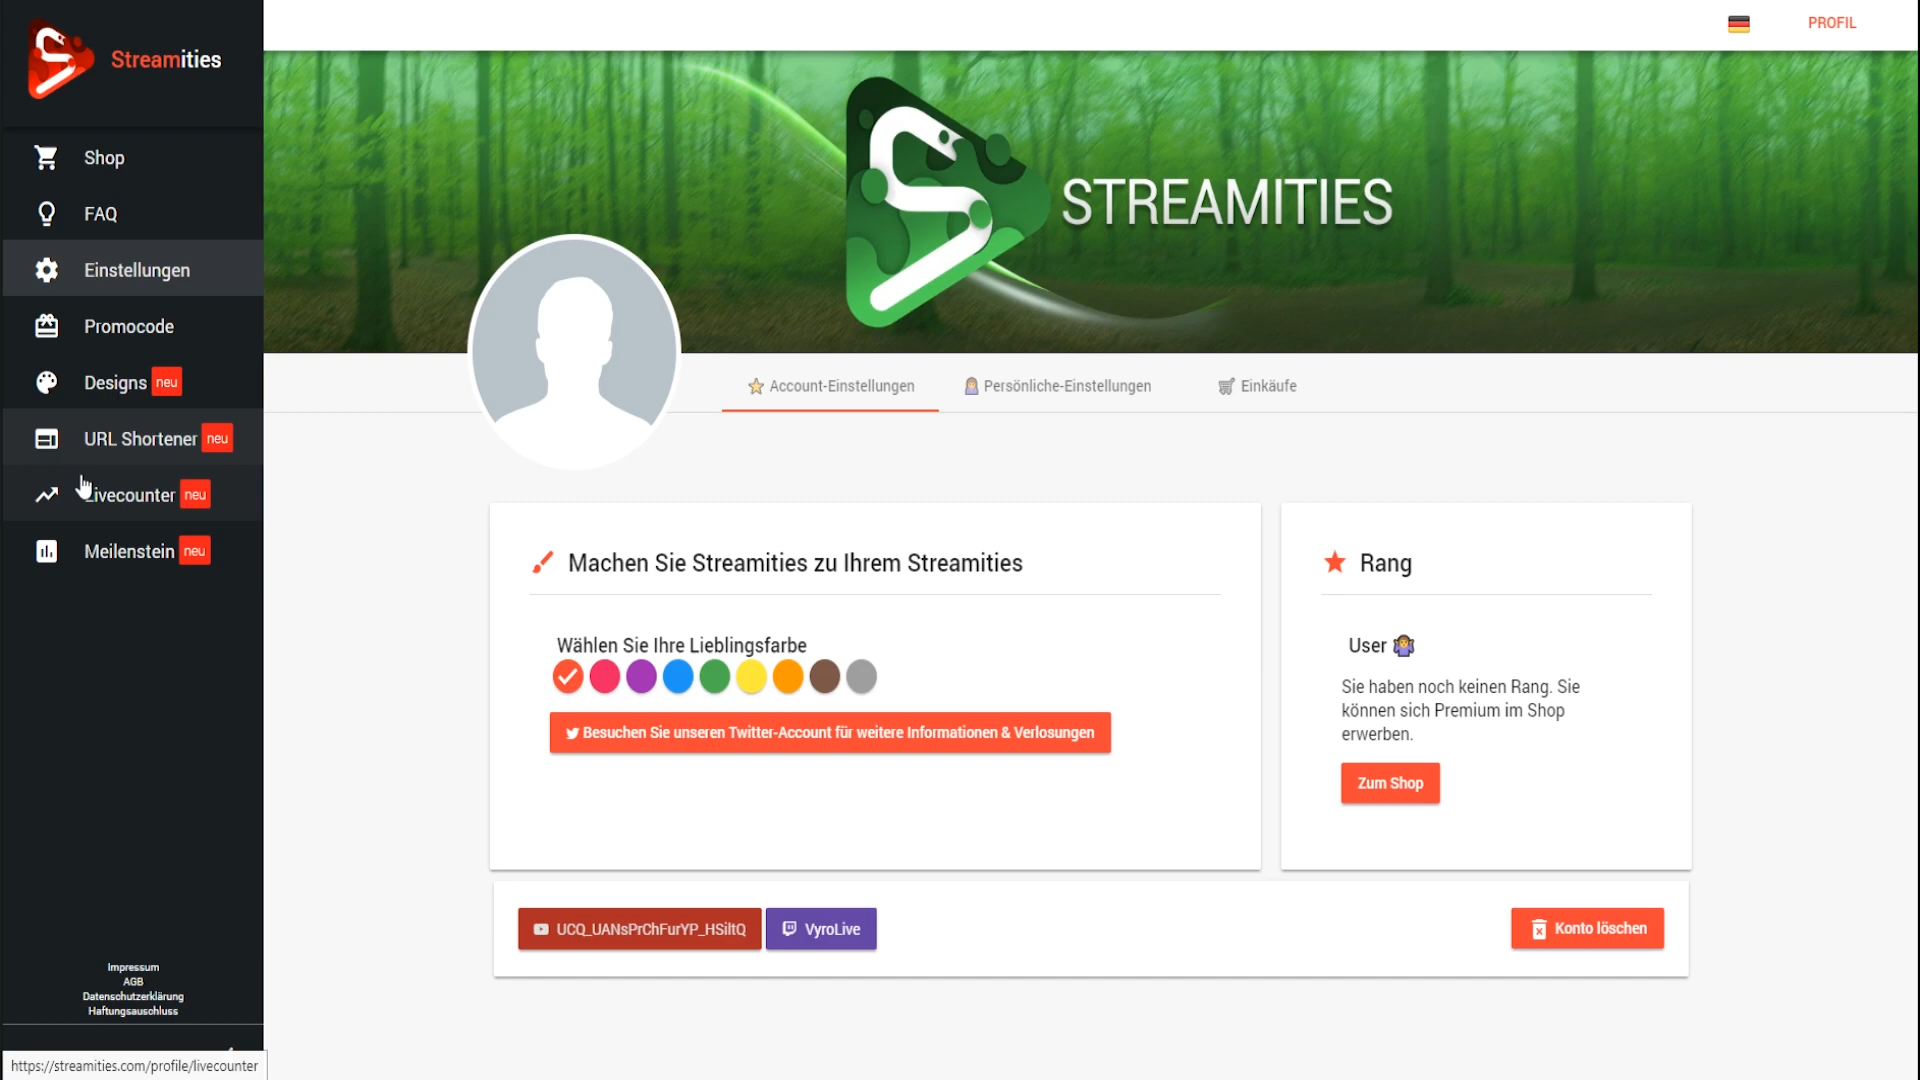 Streamities
Shop
FAQ
Einstellungen
Promocode
Designs neu
URL Shortener neu
Livecounter neu
Meilenstein neu
Impressum
AGB
Datenschutzerklärung
Haftungsauschluss
https://streamities.com/profile/livecounter
PROFIL
STREAMITIES
Account-Einstellungen
Persönliche-Einstellungen
Einkäufe
Machen Sie Streamities zu Ihrem Streamities
Wählen Sie Ihre Lieblingsfarbe
Besuchen Sie unseren Twitter-Account für weitere Informationen & Verlosungen
Rang
User
Sie haben noch keinen Rang. Sie
können sich Premium im Shop
erwerben.
Zum Shop
UCQ_UANsPrChFurYP_HSiltQ
VyroLive
Konto löschen